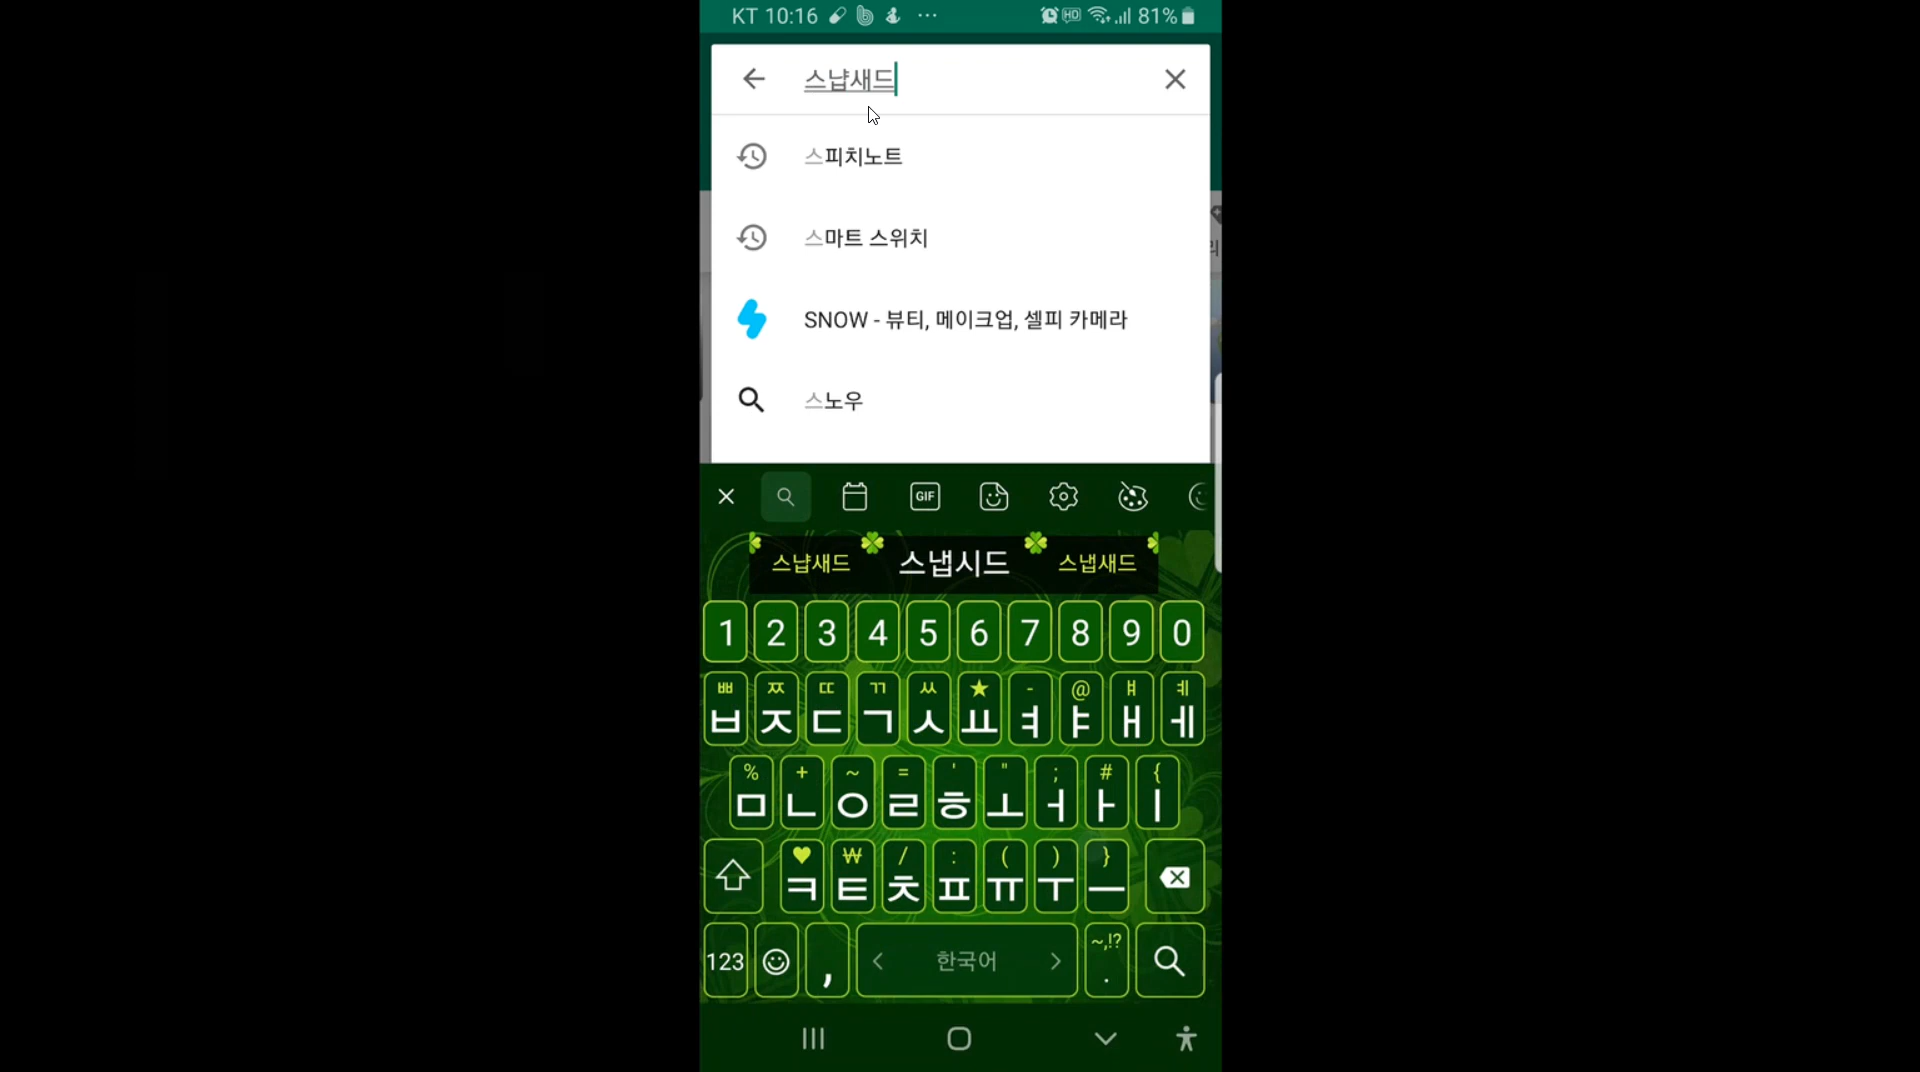 KT 10:16 HD 81%
스냡새드
스피치노트
스마트 스위치
SNOW - 뷰티, 메이크업, 셀피 카메라
스노우
GIF
스냡새드 스냅시드 스냅새드
1 2 3 4 5 6 7 8 9 0
ㅃ ㅉ ㄸ ㄲ ㅆ ★ - @ ㅒ ㅖ
ㅂ ㅈ ㄷ ㄱ ㅅ ㅛ ㅕ ㅑ ㅐ ㅔ
% + ~ = ' " ; # {
ㅁ ㄴ ㅇ ㄹ ㅎ ㅗ ㅓ ㅏ ㅣ
♥ ₩ / : ( ) }
ㅋ ㅌ ㅊ ㅍ ㅠ ㅜ ㅡ
~,!?
123 , < 한국어 > .